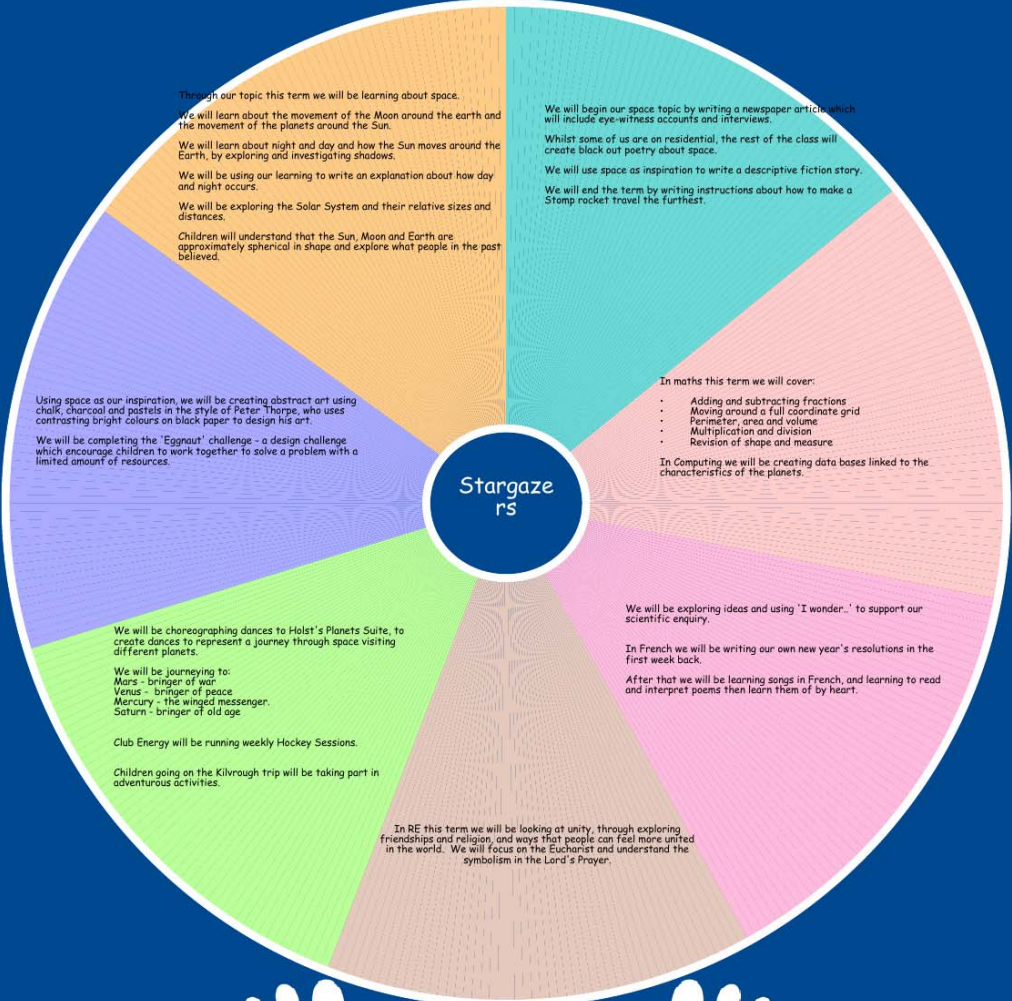 Through our topic this term we will be learning about space.
We will learn about the movement of the Moon around the earth and
the movement of the planets around the Sun.
We will learn about night and day and how the Sun moves around the
Earth, by exploring and investigating shadows.
We will be using our learning to write an explanation about how day
and night occurs.
We will be exploring the Solar System and their relative sizes and
distances.
Children will understand that the Sun, Moon and Earth are
approximately spherical in shape and explore what people in the past
believed.
We will begin our space topic by writing a newspaper article which
will include eye-witness accounts and interviews.
Whilst some of us are on residential, the rest of the class will
create black out poetry about space.
We will use space as inspiration to write a descriptive fiction story.
We will end the term by writing instructions about how to make a
Stomp rocket travel the furthest.
In maths this term we will cover:
• Adding and subtracting fractions
• Moving around a full coordinate grid
• Perimeter, area and volume
• Multiplication and division
• Revision of shape and measure
In Computing we will be creating data bases linked to the
characteristics of the planets.
We will be exploring ideas and using 'I wonder..' to support our
scientific enquiry.
In French we will be writing our own new year's resolutions in the
first week back.
After that we will be learning songs in French, and learning to read
and interpret poems then learn them of by heart.
In RE this term we will be looking at unity, through exploring
friendships and religion, and ways that people can feel more united
in the world. We will focus on the Eucharist and understand the
symbolism in the Lord's Prayer.
We will be choreographing dances to Holst's Planets Suite, to
create dances to represent a journey through space visiting
different planets.
We will be journeying to:
Mars - bringer of war
Venus - bringer of peace
Mercury - the winged messenger.
Saturn - bringer of old age
Club Energy will be running weekly Hockey Sessions.
Children going on the Kilvrough trip will be taking part in
adventurous activities.
Using space as our inspiration, we will be creating abstract art using
chalk, charcoal and pastels in the style of Peter Thorpe, who uses
contrasting bright colours on black paper to design his art.
We will be completing the 'Eggnaut' challenge - a design challenge
which encourage children to work together to solve a problem with a
limited amount of resources.
Stargaze
rs